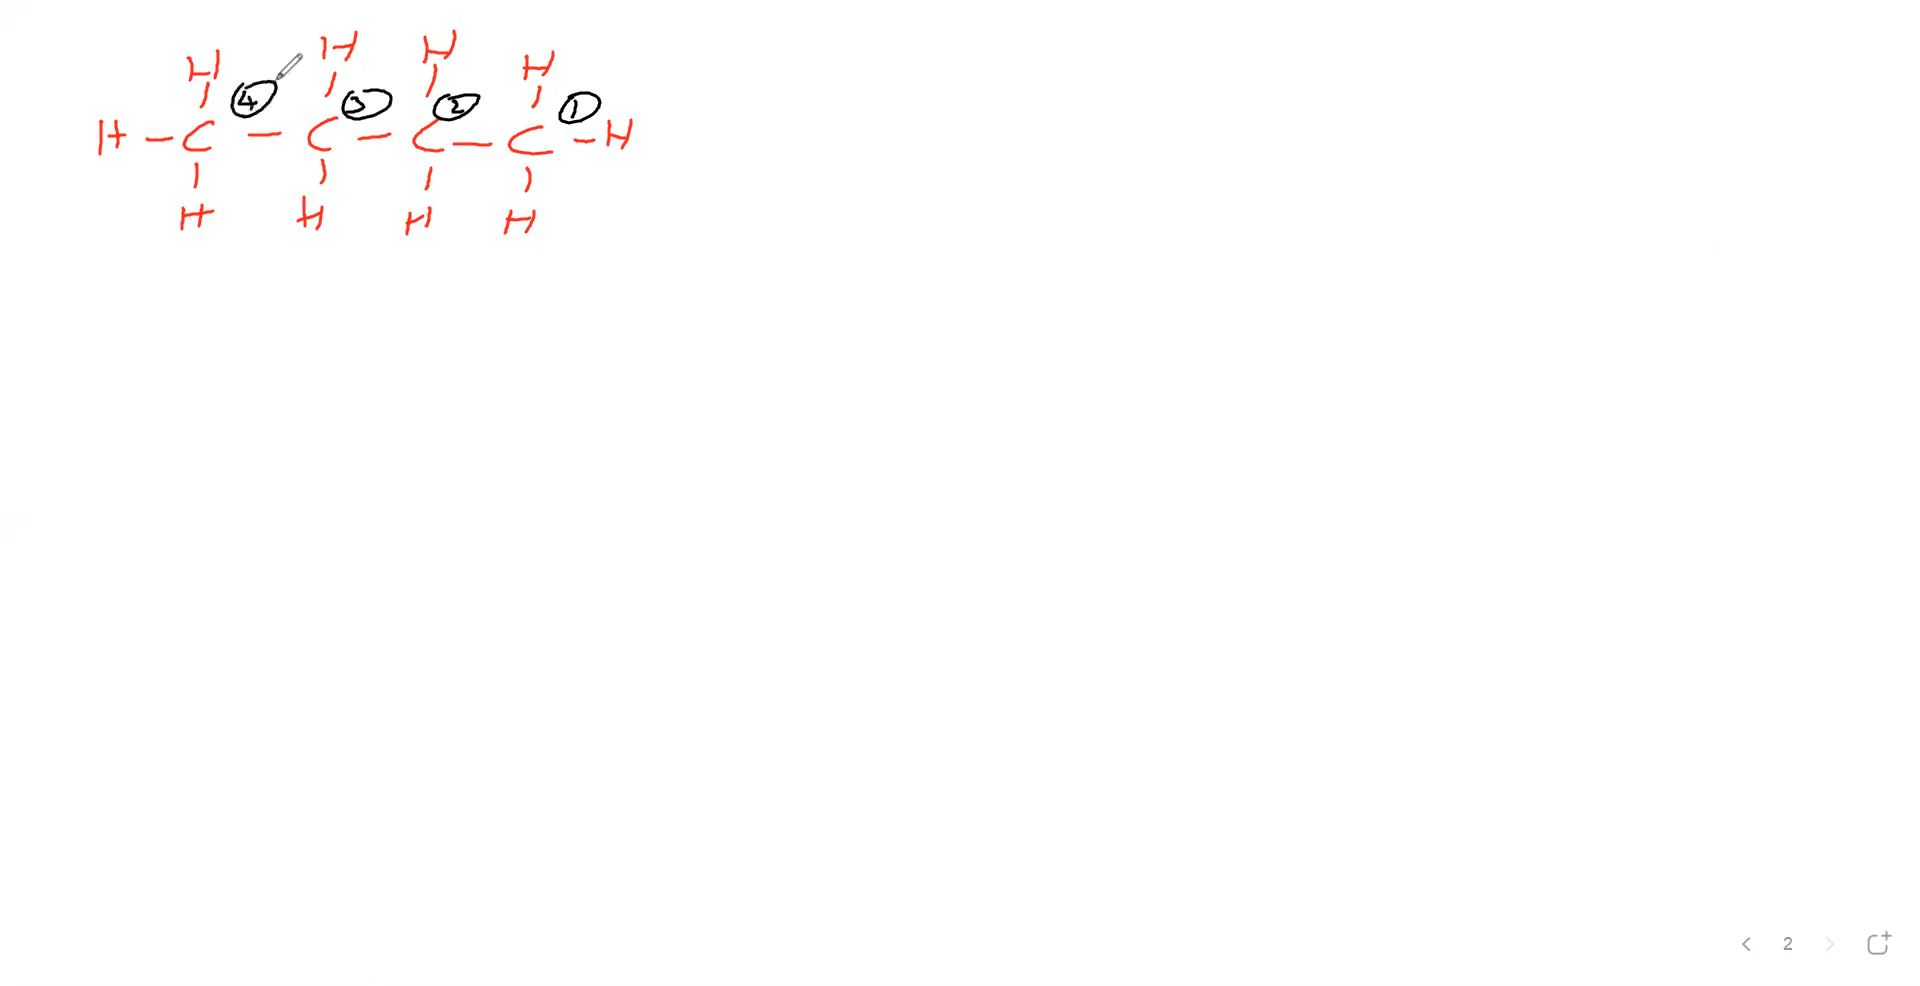 H H H H
④ ③ ② ①
H - C - C - C - C - H
H H H H
2